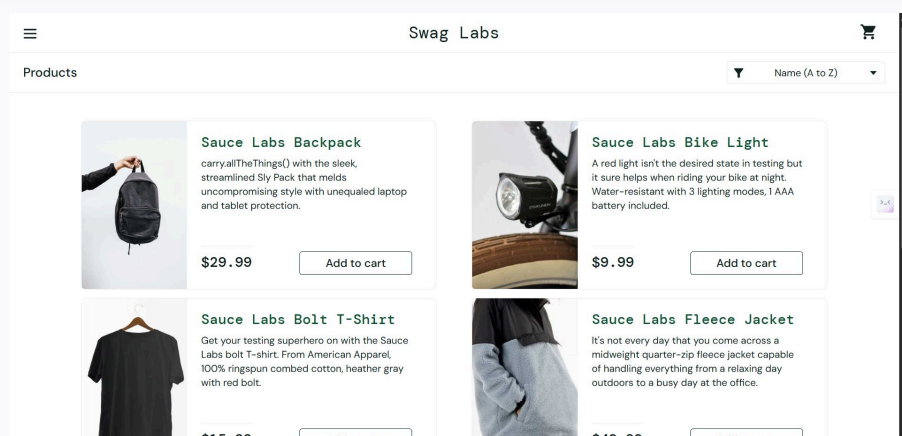 Swag Labs
Products
Name (A to Z)
Sauce Labs Backpack
carry.allTheThings() with the sleek,
streamlined Sly Pack that melds
uncompromising style with unequaled laptop
and tablet protection.
$29.99
Add to cart
Sauce Labs Bike Light
A red light isn't the desired state in testing but
it sure helps when riding your bike at night.
Water-resistant with 3 lighting modes, 1 AAA
battery included.
$9.99
Add to cart
Sauce Labs Bolt T-Shirt
Get your testing superhero on with the Sauce
Labs bolt T-shirt. From American Apparel,
100% ringspun combed cotton, heather gray
with red bolt.
Sauce Labs Fleece Jacket
It's not every day that you come across a
midweight quarter-zip fleece jacket capable
of handling everything from a relaxing day
outdoors to a busy day at the office.